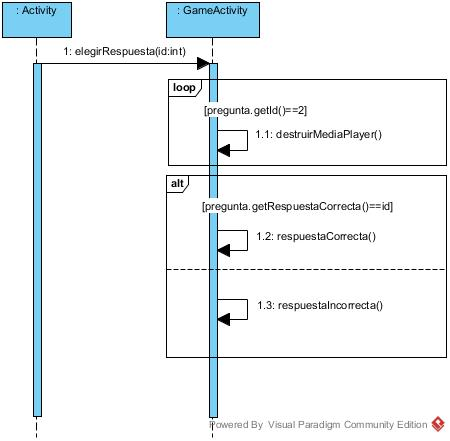 : Activity
: GameActivity
1: elegirRespuesta(id:int)
loop
[pregunta.getId()==2]
1.1: destruirMediaPlayer()
alt
[pregunta.getRespuestaCorrecta()==id]
1.2: respuestaCorrecta()
1.3: respuestaIncorrecta()
Powered By Visual Paradigm Community Edition